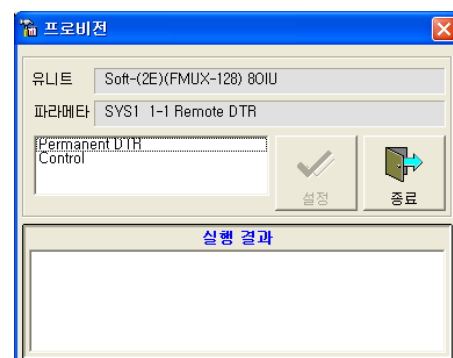 프로비전
유니트 Soft-(2E)(FMUX-128) 8OIU
파라메타 SYS1 1-1 Remote DTR
Permanent DTR
Control
설정
종료
실행 결과